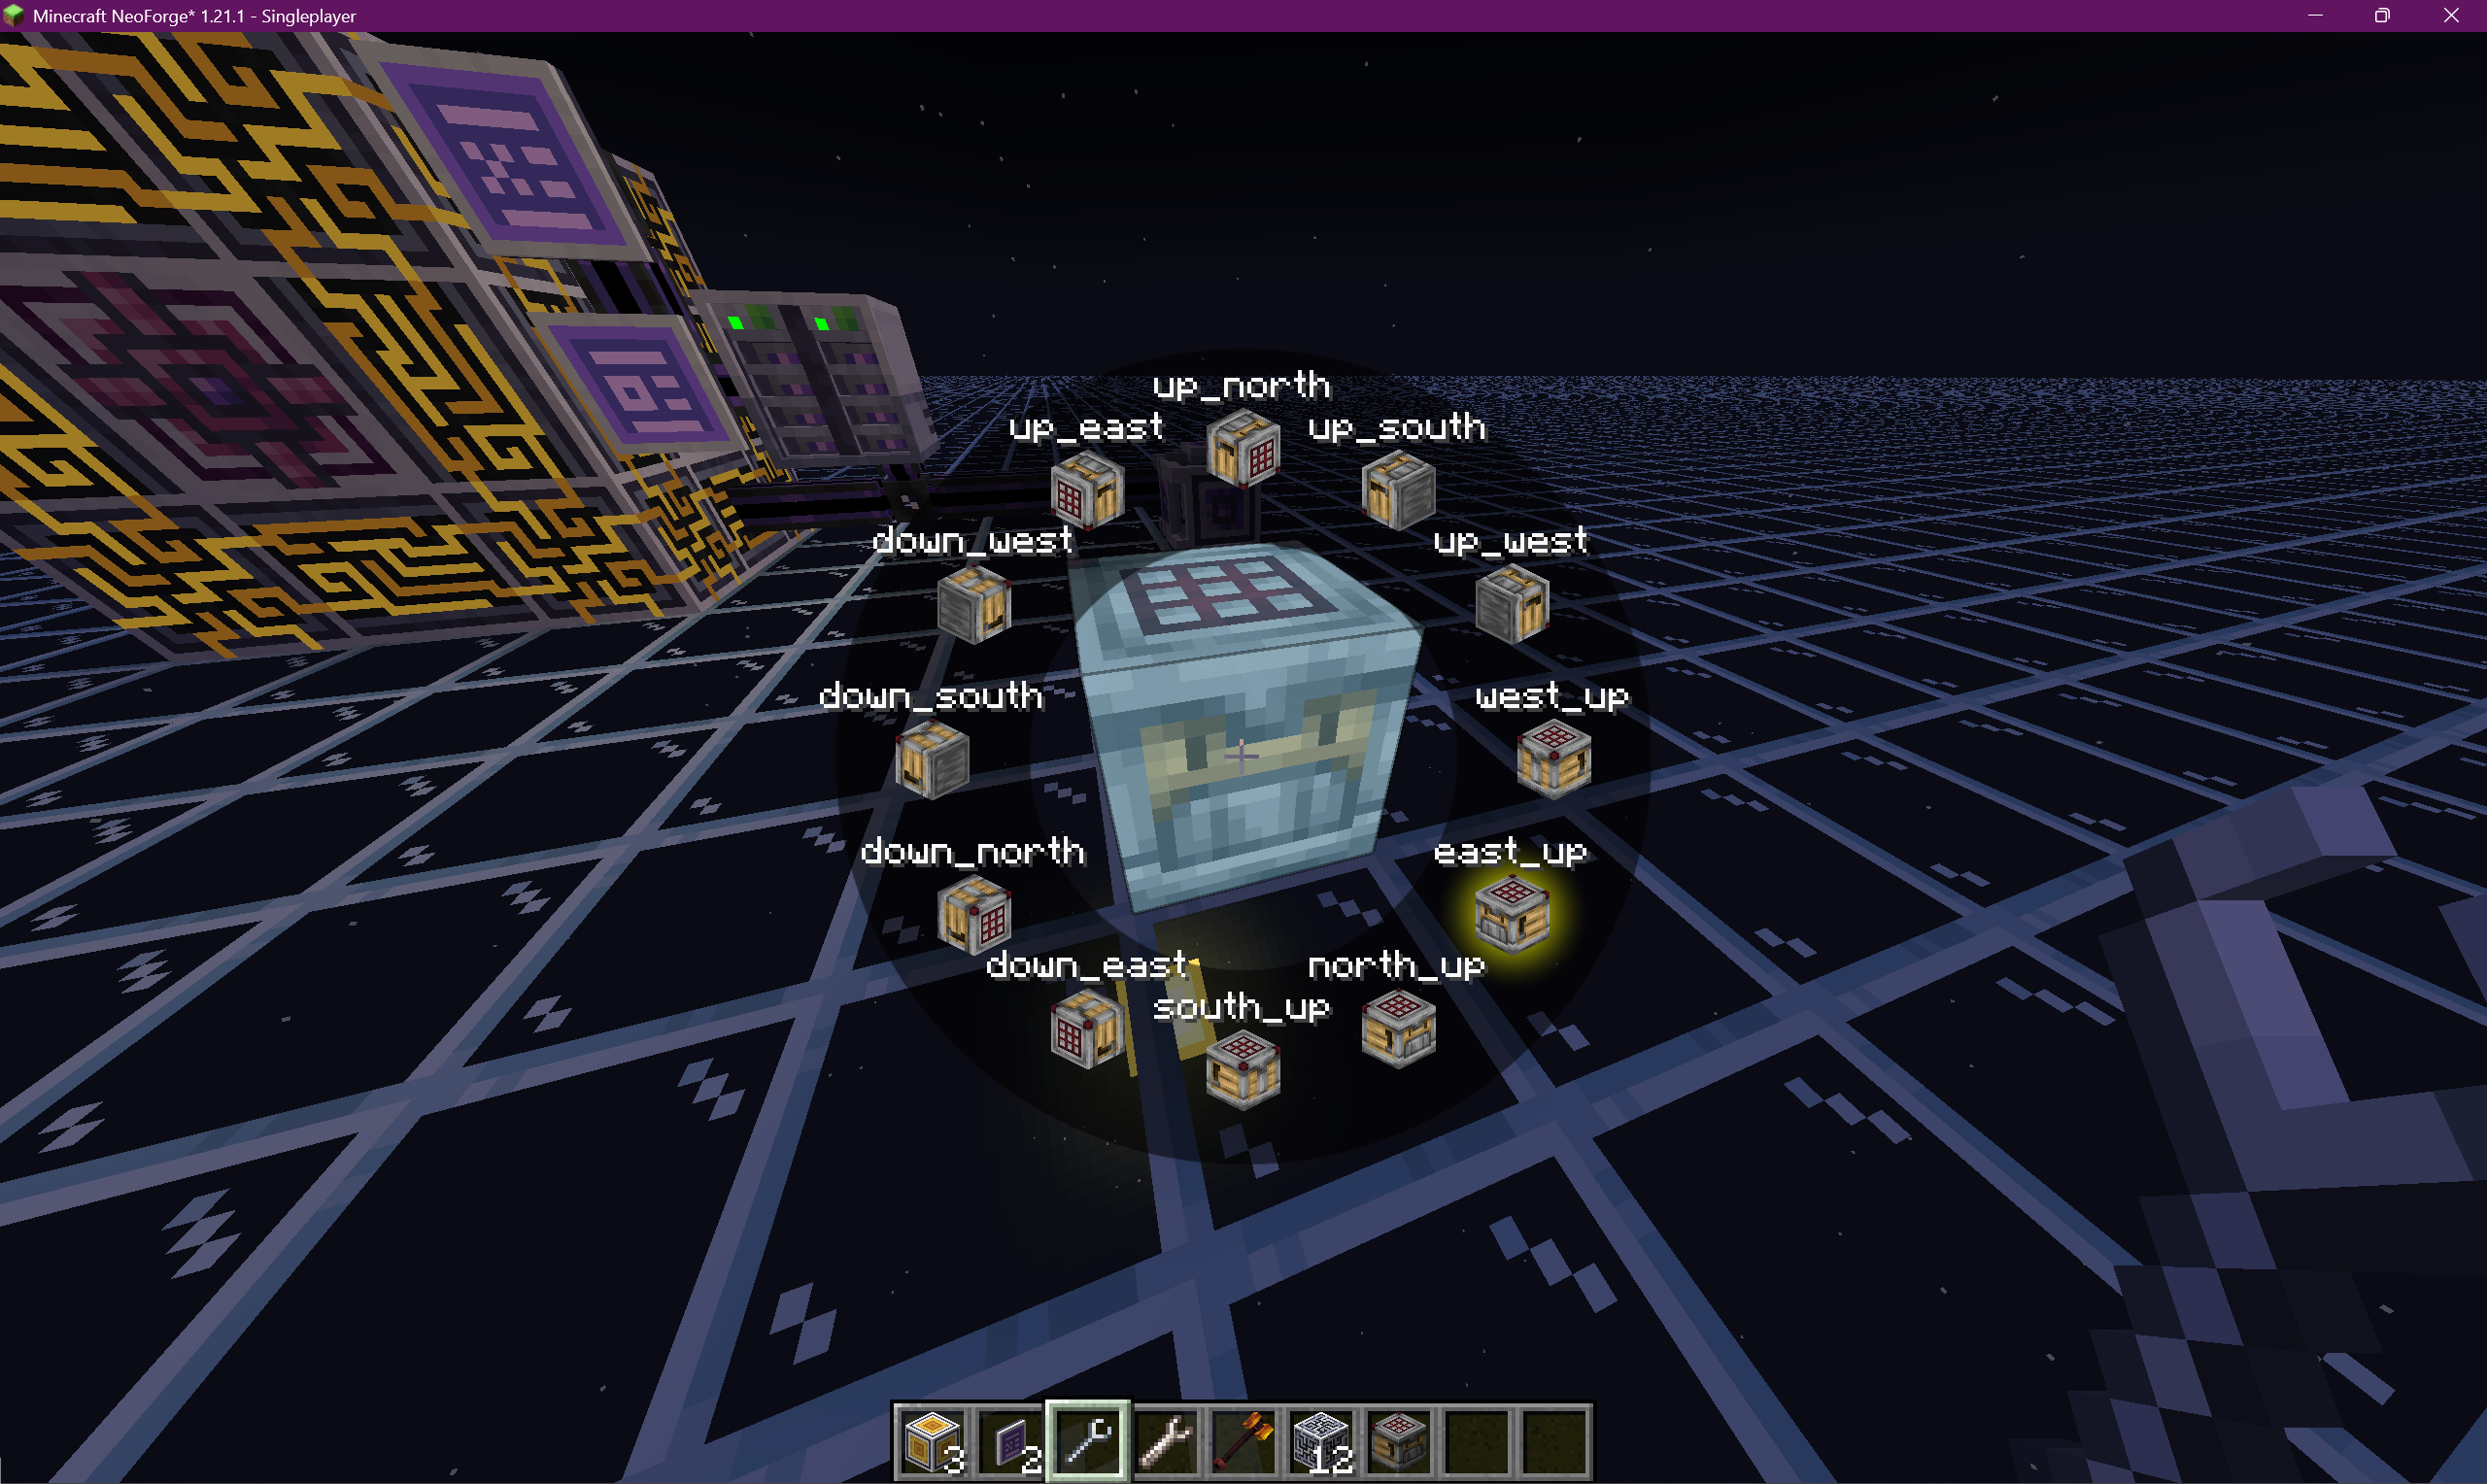 Minecraft NeoForge* 1.21.1 - Singleplayer
up_north
up_east
up_south
down_west
up_west
down_south
west_up
down_north
east_up
down_east
north_up
south_up
3
2
12